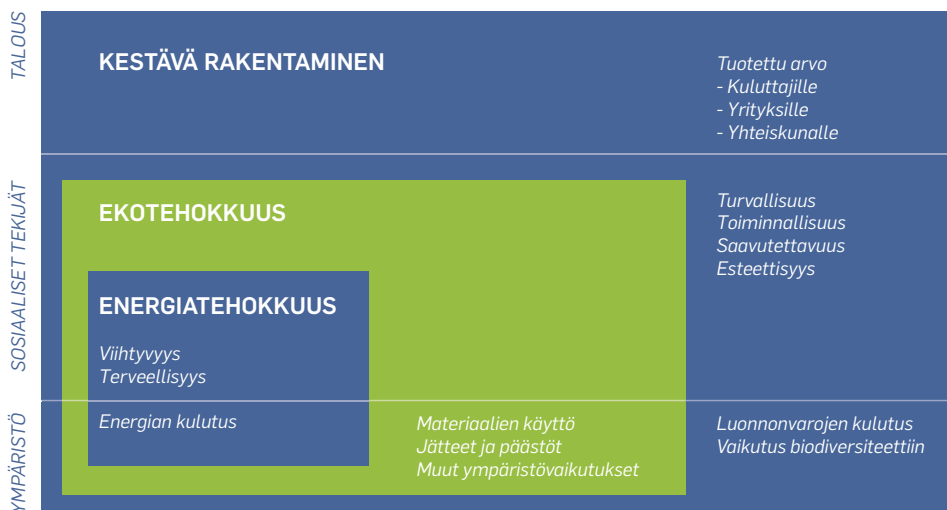 TALOUS
KESTÄVÄ RAKENTAMINEN
Tuotettu arvo
- Kuluttajille
- Yrityksille
- Yhteiskunalle
SOSIAALISET TEKIJÄT
EKOTEHOKKUUS
Turvallisuus
Toiminnallisuus
Saavutettavuus
Esteettisyys
ENERGIATEHOKKUUS
Viihtyvyys
Terveellisyys
YMPÄRISTÖ
Energian kulutus
Materiaalien käyttö
Jätteet ja päästöt
Muut ympäristövaikutukset
Luonnonvarojen kulutus
Vaikutus biodiversiteettiin